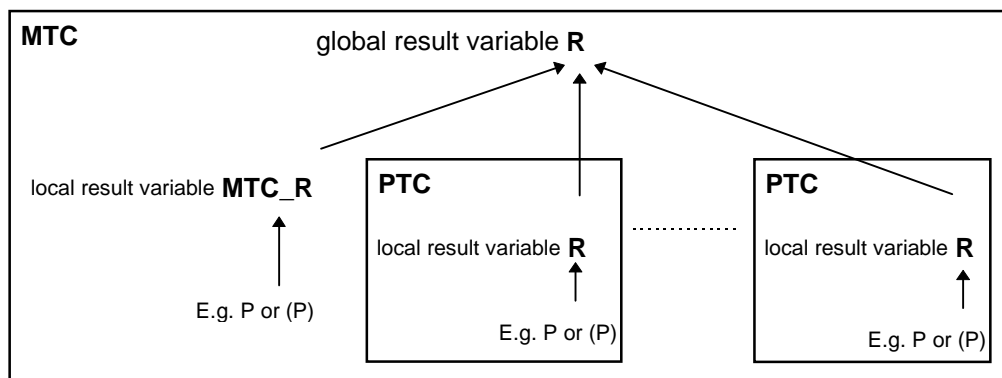 MTC
global result variable R
local result variable MTC_R
E.g. P or (P)
PTC
local result variable R
E.g. P or (P)
PTC
local result variable R
E.g. P or (P)